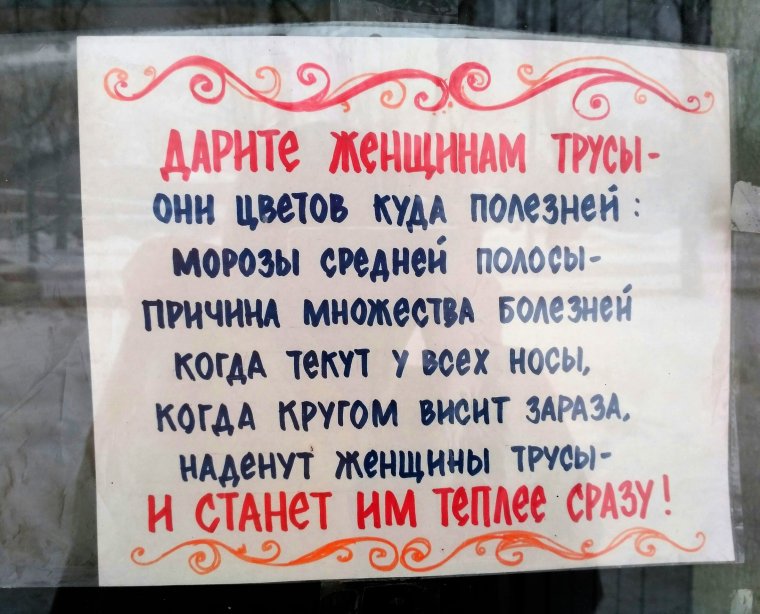 ДАРИТЕ ЖЕНЩИНАМ ТРУСЫ-
ОНИ ЦВЕТОВ КУДА ПОЛЕЗНЕЙ :
МОРОЗЫ СРЕДНЕЙ ПОЛОСЫ-
ПРИЧИНА МНОЖЕСТВА БОЛЕЗНЕЙ
КОГДА ТЕКУТ У ВСЕХ НОСЫ,
КОГДА КРУГОМ ВИСИТ ЗАРАЗА,
НАДЕНУТ ЖЕНЩИНЫ ТРУСЫ-
И СТАНЕТ ИМ ТЕПЛЕЕ СРАЗУ!